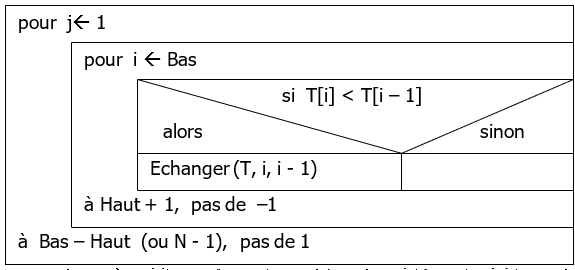 pour j← 1
pour i ← Bas
si T[i] < T[i – 1]
alors
sinon
Echanger (T, i, i - 1)
à Haut + 1, pas de –1
à Bas – Haut (ou N - 1), pas de 1